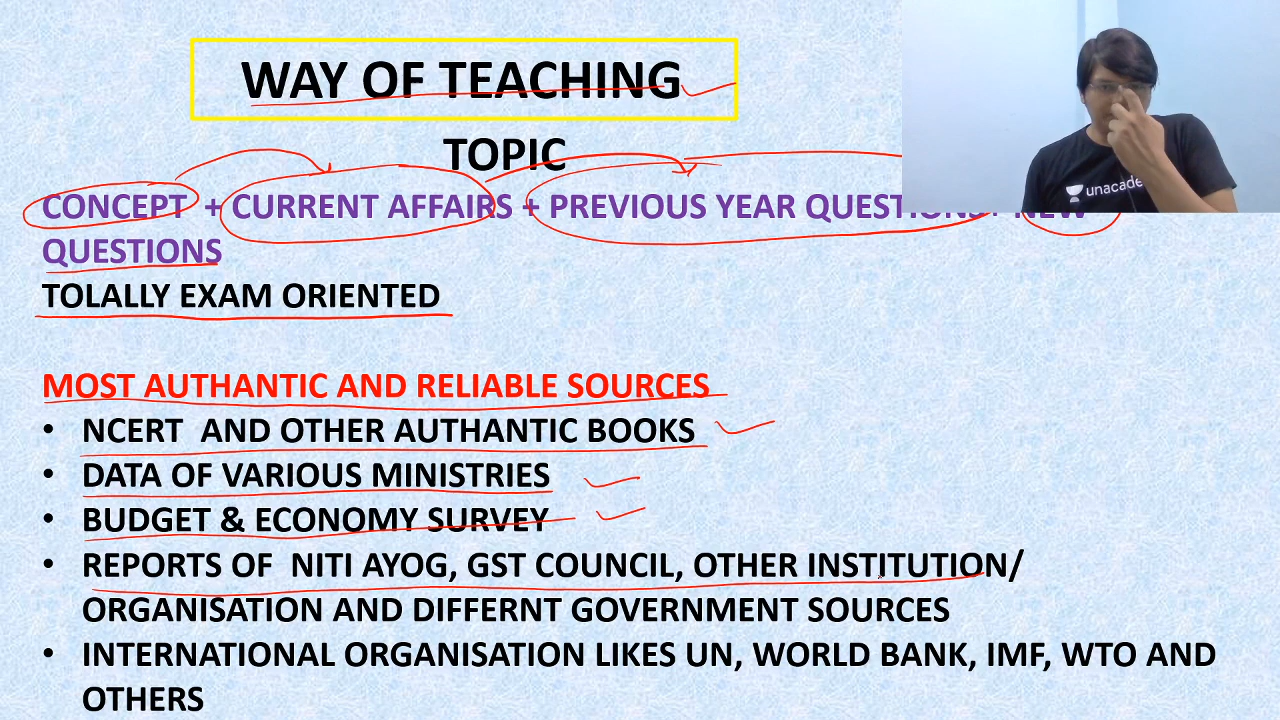 WAY OF TEACHING
TOPIC
CONCEPT + CURRENT AFFAIRS + PREVIOUS YEAR QUESTIONS+ NEW
QUESTIONS
TOLALLY EXAM ORIENTED
MOST AUTHANTIC AND RELIABLE SOURCES
• NCERT AND OTHER AUTHANTIC BOOKS
• DATA OF VARIOUS MINISTRIES
• BUDGET & ECONOMY SURVEY
• REPORTS OF NITI AYOG, GST COUNCIL, OTHER INSTITUTION/
ORGANISATION AND DIFFERNT GOVERNMENT SOURCES
• INTERNATIONAL ORGANISATION LIKES UN, WORLD BANK, IMF, WTO AND
OTHERS